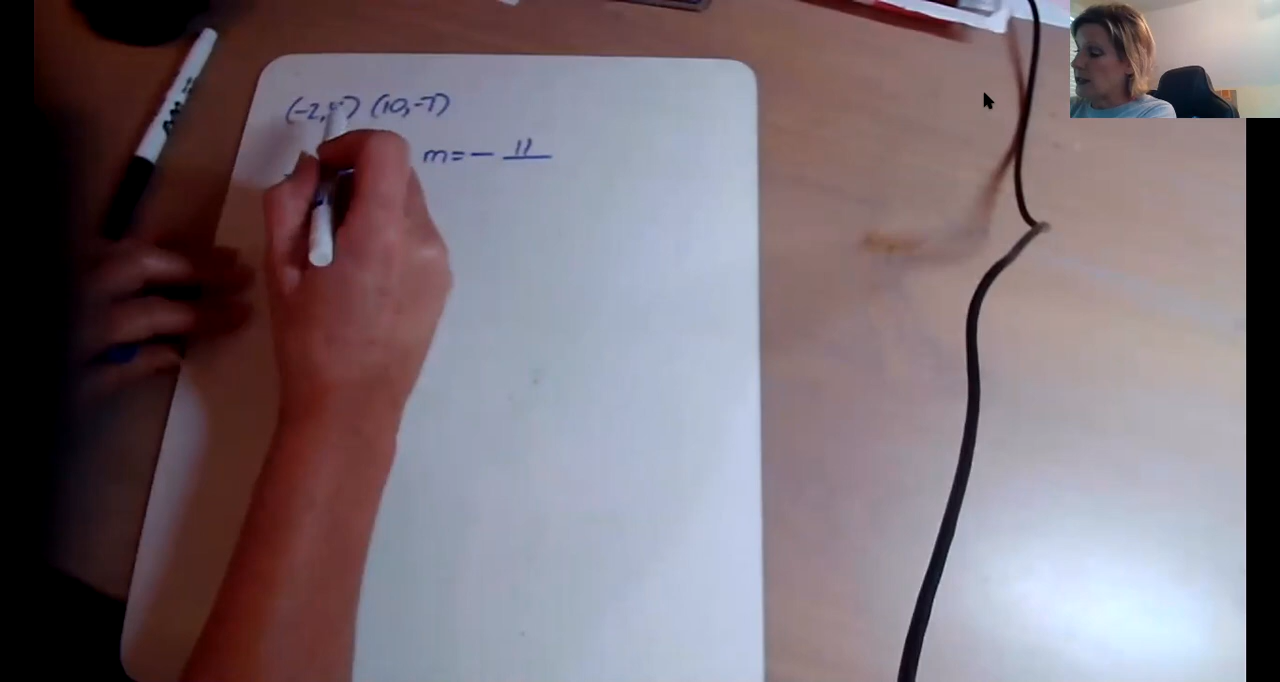 (-2, (10,-7)
m = - 11